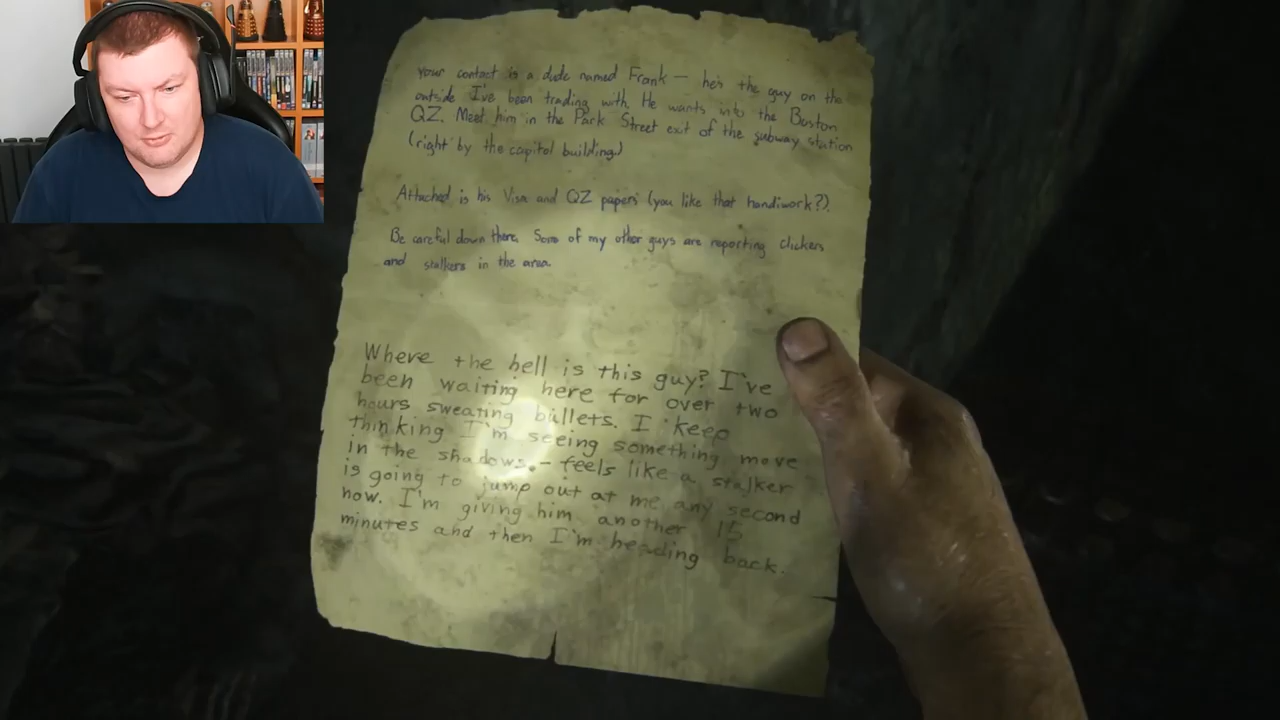 your contact is a dude named Frank — he's the guy on the
outside I've been trading with. He wants into the Boston
QZ. Meet him in the Park Street exit of the subway station
(right by the capitol building.)
Attached is his Visa and QZ papers (you like that handiwork?).
Be careful down there. Some of my other guys are reporting clickers
and stalkers in the area.
Where the hell is this guy? I've
been waiting here for over two
hours sweating bullets. I keep
thinking I'm seeing something move
in the shadows. - feels like a stalker
is going to jump out at me any second
now. I'm giving him another 15
minutes and then I'm heading back.